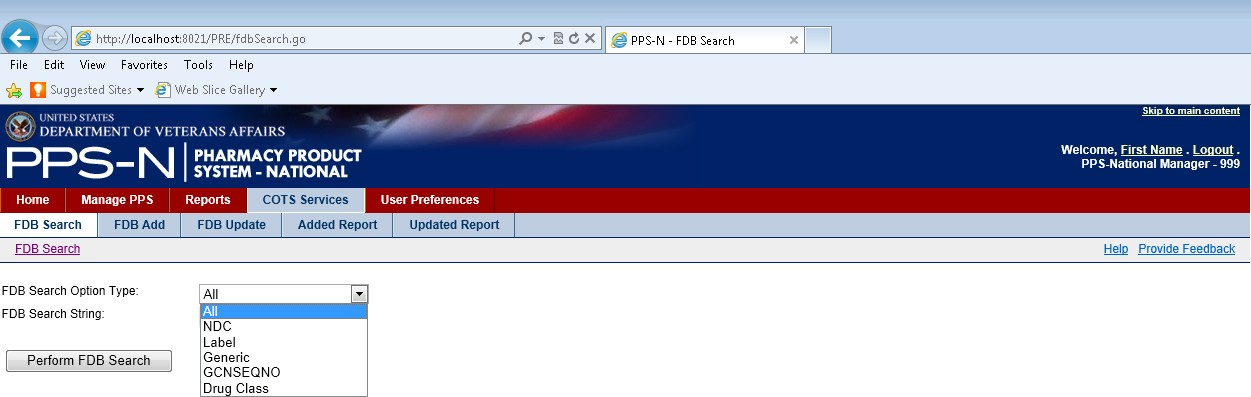 http://localhost:8021/PRE/fdbSearch.go
PPS-N - FDB Search
File Edit View Favorites Tools Help
Suggested Sites Web Slice Gallery
Skip to main content
UNITED STATES
DEPARTMENT OF VETERANS AFFAIRS
PPS-N PHARMACY PRODUCT
SYSTEM - NATIONAL
Welcome, First Name . Logout .
PPS-National Manager - 999
Home Manage PPS Reports COTS Services User Preferences
FDB Search FDB Add FDB Update Added Report Updated Report
FDB Search Help Provide Feedback
FDB Search Option Type: All
FDB Search String: All
NDC
Label
Perform FDB Search Generic
GCNSEQNO
Drug Class